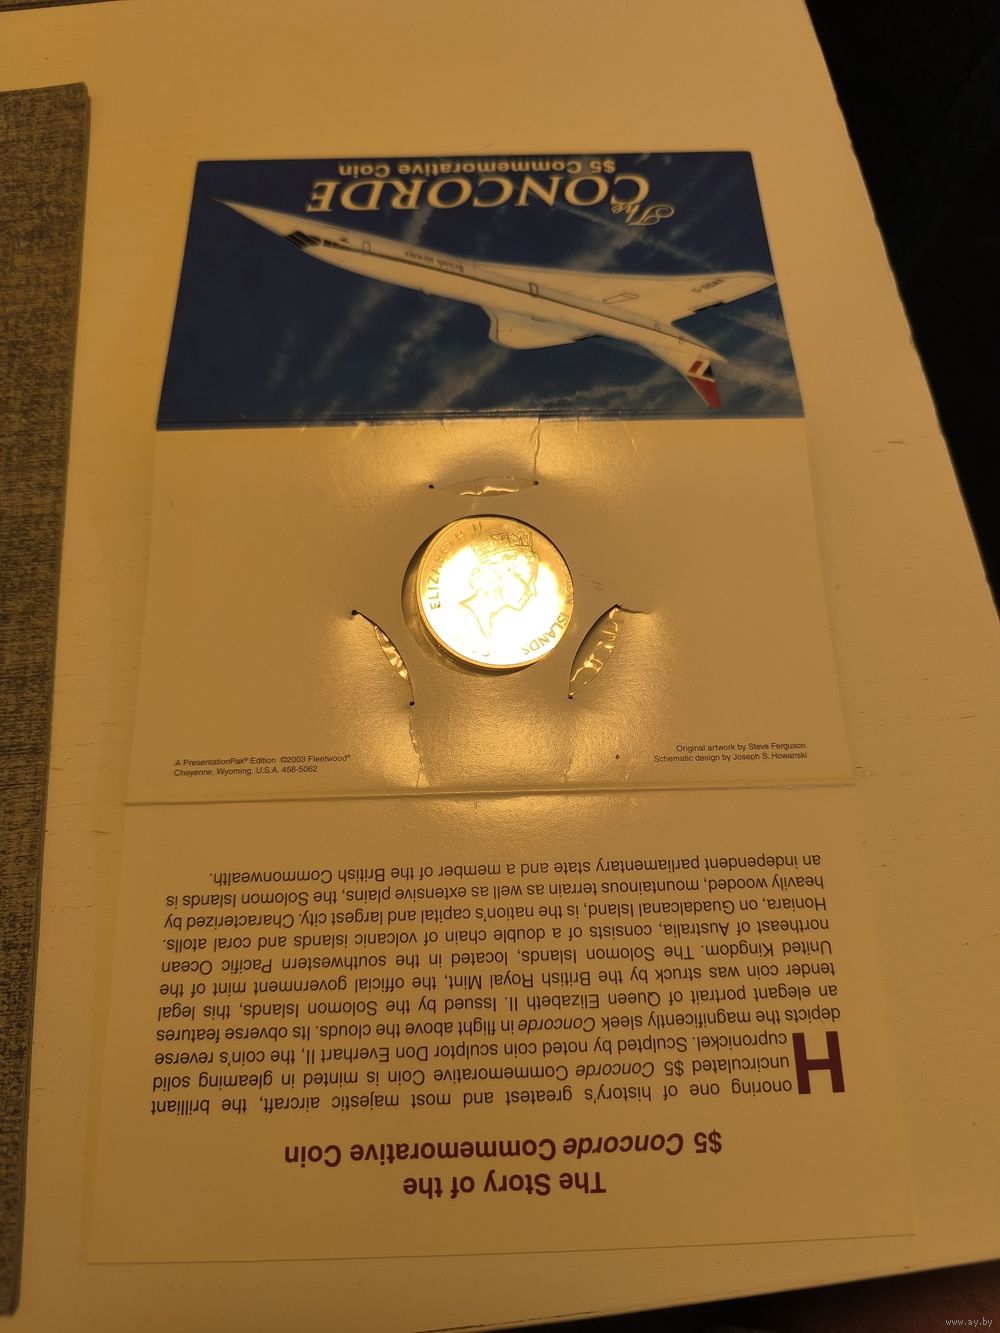 The CONCORDE
$5 Commemorative Coin
British airways
ELIZABETH II
ISLANDS
A PresentationPak® Edition ©2003 Fleetwood®
Cheyenne, Wyoming, U.S.A. 458-5062
Original artwork by Steve Ferguson
Schematic design by Joseph S. Howanski
The Story of the
$5 Concorde Commemorative Coin
Honoring one of history's greatest and most majestic aircraft, the brilliant
uncirculated $5 Concorde Commemorative Coin is minted in gleaming solid
cupronickel. Sculpted by noted coin sculptor Don Everhart II, the coin's reverse
depicts the magnificently sleek Concorde in flight above the clouds. Its obverse features
an elegant portrait of Queen Elizabeth II. Issued by the Solomon Islands, this legal
tender coin was struck by the British Royal Mint, the official government mint of the
United Kingdom. The Solomon Islands, located in the southwestern Pacific Ocean
northeast of Australia, consists of a double chain of volcanic islands and coral atolls.
Honiara, on Guadalcanal Island, is the nation's capital and largest city. Characterized by
heavily wooded, mountainous terrain as well as extensive plains, the Solomon Islands is
an independent parliamentary state and a member of the British Commonwealth.
www.ay.by